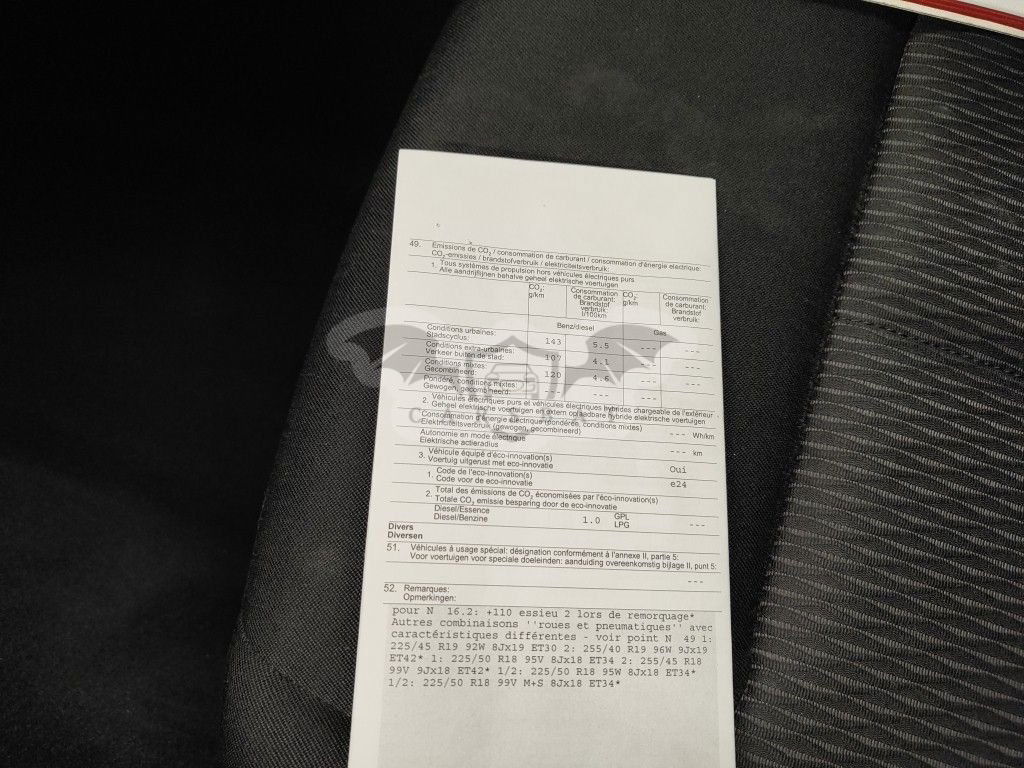 49. Emissions de CO2 / consommation de carburant / consommation d'énergie électrique:
CO2-emissies / brandstofverbruik / elektriciteitsverbruik:
1. Tous systèmes de propulsion hors véhicules électriques purs
Alle aandrijflijnen behalve geheel elektrische voertuigen
CO2: g/km Consommation de carburant: Brandstof verbruik: l/100km CO2: g/km Consommation de carburant: Brandstof verbruik:
Benz/diesel Gas
Conditions urbaines: 143 5.5 --- ---
Stadscyclus:
Conditions extra-urbaines: 107 4.1 --- ---
Verkeer buiten de stad:
Conditions mixtes: 120 4.6 --- ---
Gecombineerd:
Pondéré, conditions mixtes: --- --- ---
Gewogen, gecombineerd:
2. Véhicules électriques purs et véhicules électriques hybrides chargeable de l'extérieur
Geheel elektrische voertuigen en extern oplaadbare hybride elektrische voertuigen
Consommation d'énergie électrique (pondérée, conditions mixtes) --- Wh/km
Elektriciteitsverbruik (gewogen, gecombineerd)
Autonomie en mode électrique --- km
Elektrische actieradius
3. Véhicule équipé d'éco-innovation(s) Oui
Voertuig uitgerust met eco-innovatie
1. Code de l'eco-innovation(s) e24
Code voor de eco-innovatie
2. Total des émissions de CO2 économisées par l'éco-innovation(s)
Totale CO2 emissie besparing door de eco-innovatie
Diesel/Essence 1.0 GPL ---
Diesel/Benzine LPG
Divers
Diversen
51. Véhicules à usage spécial: désignation conformément à l'annexe II, partie 5:
Voor voertuigen voor speciale doeleinden: aanduiding overeenkomstig bijlage II, punt 5:
---
52. Remarques:
Opmerkingen:
pour N 16.2: +110 essieu 2 lors de remorquage*
Autres combinaisons ''roues et pneumatiques'' avec
caractéristiques différentes - voir point N 49 1:
225/45 R19 92W 8Jx19 ET30 2: 255/40 R19 96W 9Jx19
ET42* 1: 225/50 R18 95V 8Jx18 ET34 2: 255/45 R18
99V 9Jx18 ET42* 1/2: 225/50 R18 95W 8Jx18 ET34*
1/2: 225/50 R18 99V M+S 8Jx18 ET34*